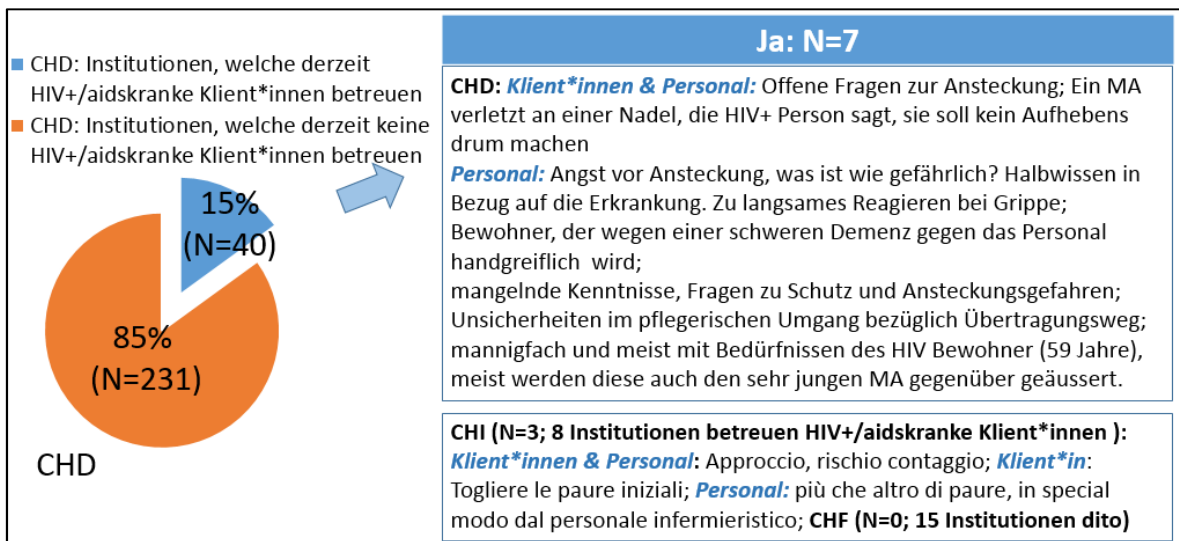 CHD: Institutionen, welche derzeit
HIV+/aidskranke Klient*innen betreuen
CHD: Institutionen, welche derzeit keine
HIV+/aidskranke Klient*innen betreuen
15%
(N=40)
85%
(N=231)
CHD
Ja: N=7
CHD: Klient*innen & Personal: Offene Fragen zur Ansteckung; Ein MA
verletzt an einer Nadel, die HIV+ Person sagt, sie soll kein Aufhebens
drum machen
Personal: Angst vor Ansteckung, was ist wie gefährlich? Halbwissen in
Bezug auf die Erkrankung. Zu langsames Reagieren bei Grippe;
Bewohner, der wegen einer schweren Demenz gegen das Personal
handgreiflich wird;
mangelnde Kenntnisse, Fragen zu Schutz und Ansteckungsgefahren;
Unsicherheiten im pflegerischen Umgang bezüglich Übertragungsweg;
mannigfach und meist mit Bedürfnissen des HIV Bewohner (59 Jahre),
meist werden diese auch den sehr jungen MA gegenüber geäussert.
CHI (N=3; 8 Institutionen betreuen HIV+/aidskranke Klient*innen ):
Klient*innen & Personal: Approccio, rischio contaggio; Klient*in:
Togliere le paure iniziali; Personal: più che altro di paure, in special
modo dal personale infermieristico; CHF (N=0; 15 Institutionen dito)